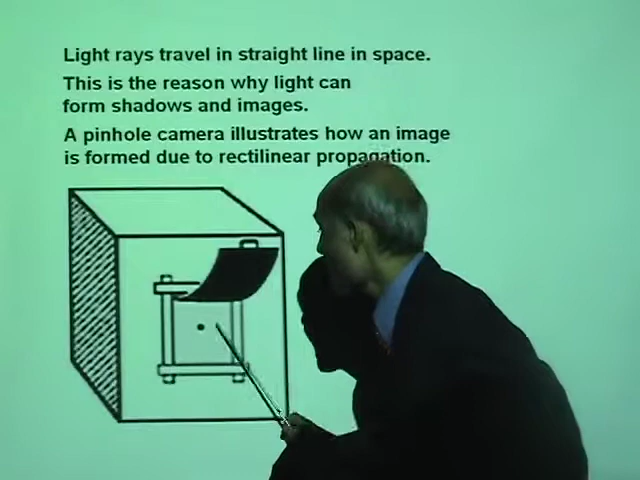 Light rays travel in straight line in space.
This is the reason why light can
form shadows and images.
A pinhole camera illustrates how an image
is formed due to rectilinear propagation.